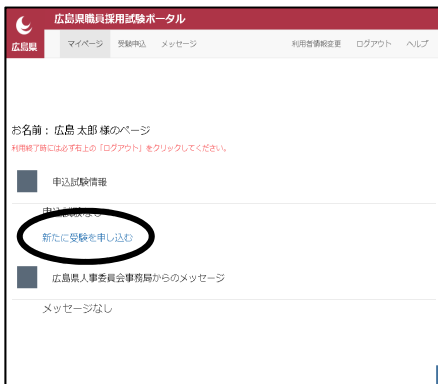 広島県職員採用試験ポータル
広島県
マイページ 受験申込 メッセージ 利用者情報変更 ログアウト ヘルプ
お名前： 広島 太郎 様のページ
利用終了時には必ず右上の「ログアウト」をクリックしてください。
申込試験情報
申込試験なし
新たに受験を申し込む
広島県人事委員会事務局からのメッセージ
メッセージなし